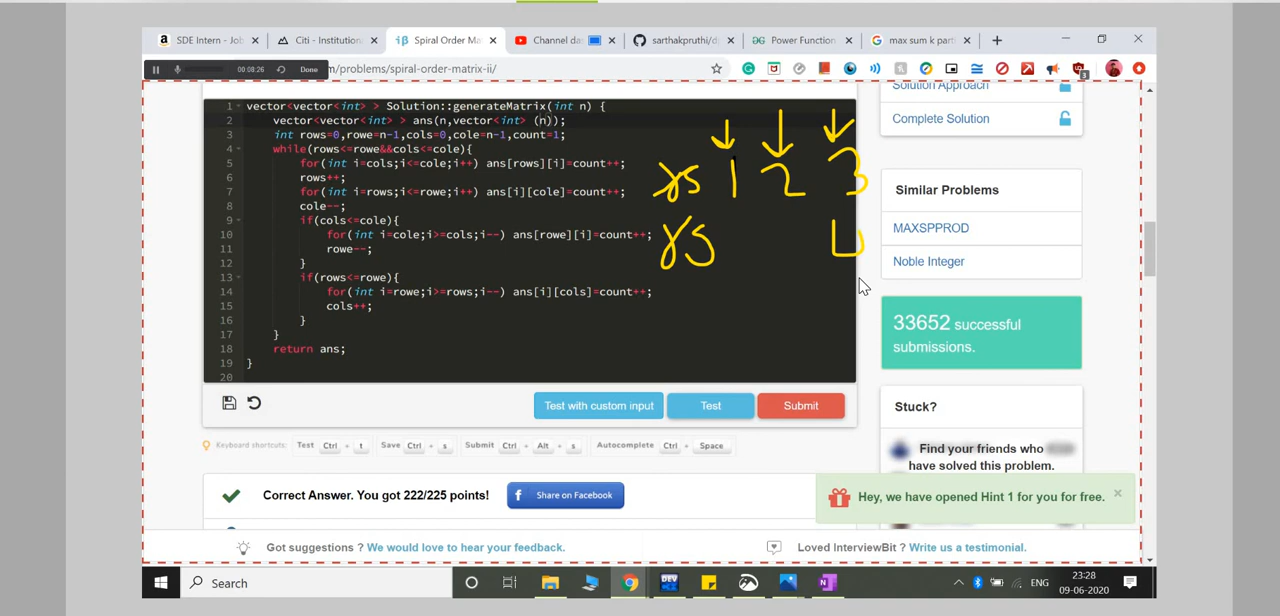 SDE Intern - Job
Citi - Institution
Spiral Order Ma
Channel das
sarthakpruthi/d
Power Function
max sum k part
00:08:26 Done
m/problems/spiral-order-matrix-ii/
3
Solution Approach
Complete Solution
1 vector<vector<int> > Solution::generateMatrix(int n) {
2 vector<vector<int> > ans(n,vector<int> (n));
3 int rows=0,rowe=n-1,cols=0,cole=n-1,count=1;
4 while(rows<=rowe&&cols<=cole){
5 for(int i=cols;i<=cole;i++) ans[rows][i]=count++;
6 rows++;
7 for(int i=rows;i<=rowe;i++) ans[i][cole]=count++;
8 cole--;
9 if(cols<=cole){
10 for(int i=cole;i>=cols;i--) ans[rowe][i]=count++;
11 rowe--;
12 }
13 if(rows<=rowe){
14 for(int i=rowe;i>=rows;i--) ans[i][cols]=count++;
15 cols++;
16 }
17 }
18 return ans;
19 }
20
rs 1 2 3
rs
Similar Problems
MAXSPPROD
Noble Integer
33652 successful
submissions.
Test with custom input
Test
Submit
Stuck?
Keyboard shortcuts: Test Ctrl + t Save Ctrl + s Submit Ctrl + Alt + s Autocomplete Ctrl + Space
Find your friends who
have solved this problem.
Correct Answer. You got 222/225 points!
f Share on Facebook
Hey, we have opened Hint 1 for you for free.
Got suggestions ? We would love to hear your feedback.
Loved InterviewBit ? Write us a testimonial.
Search
DEV
ENG
23:28
09-06-2020